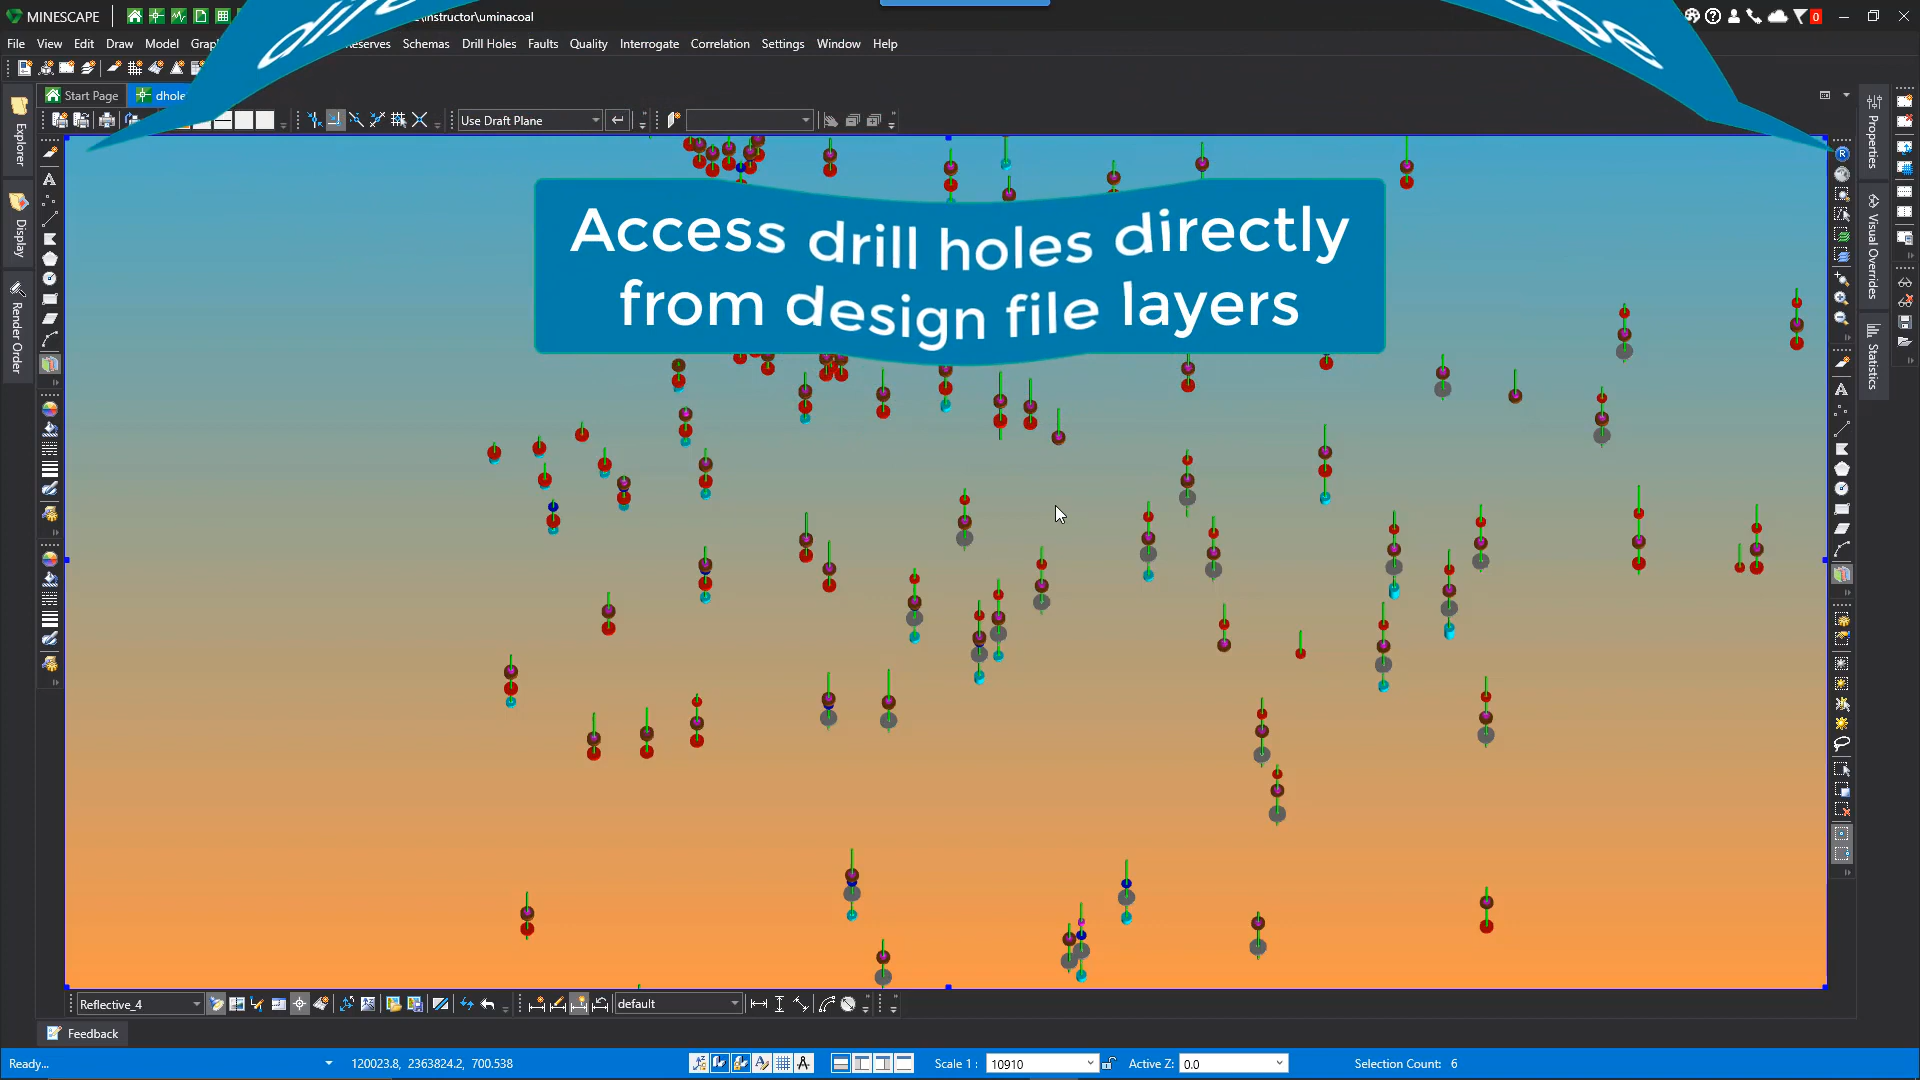 MINESCAPE
\instructor\uminacoal
0
File View Edit Draw Model Reserves Schemas Drill Holes Faults Quality Interrogate Correlation Settings Window Help
Start Page
Use Draft Plane
Explorer
Display
Render Order
Properties
Visual Overrides
Statistics
R
Access drill holes directly
from design file layers
Reflective_4
default
Feedback
Ready...
120023.8, 2363824.2, 700.538
Scale 1 :
10910
Active Z:
0.0
Selection Count: 6